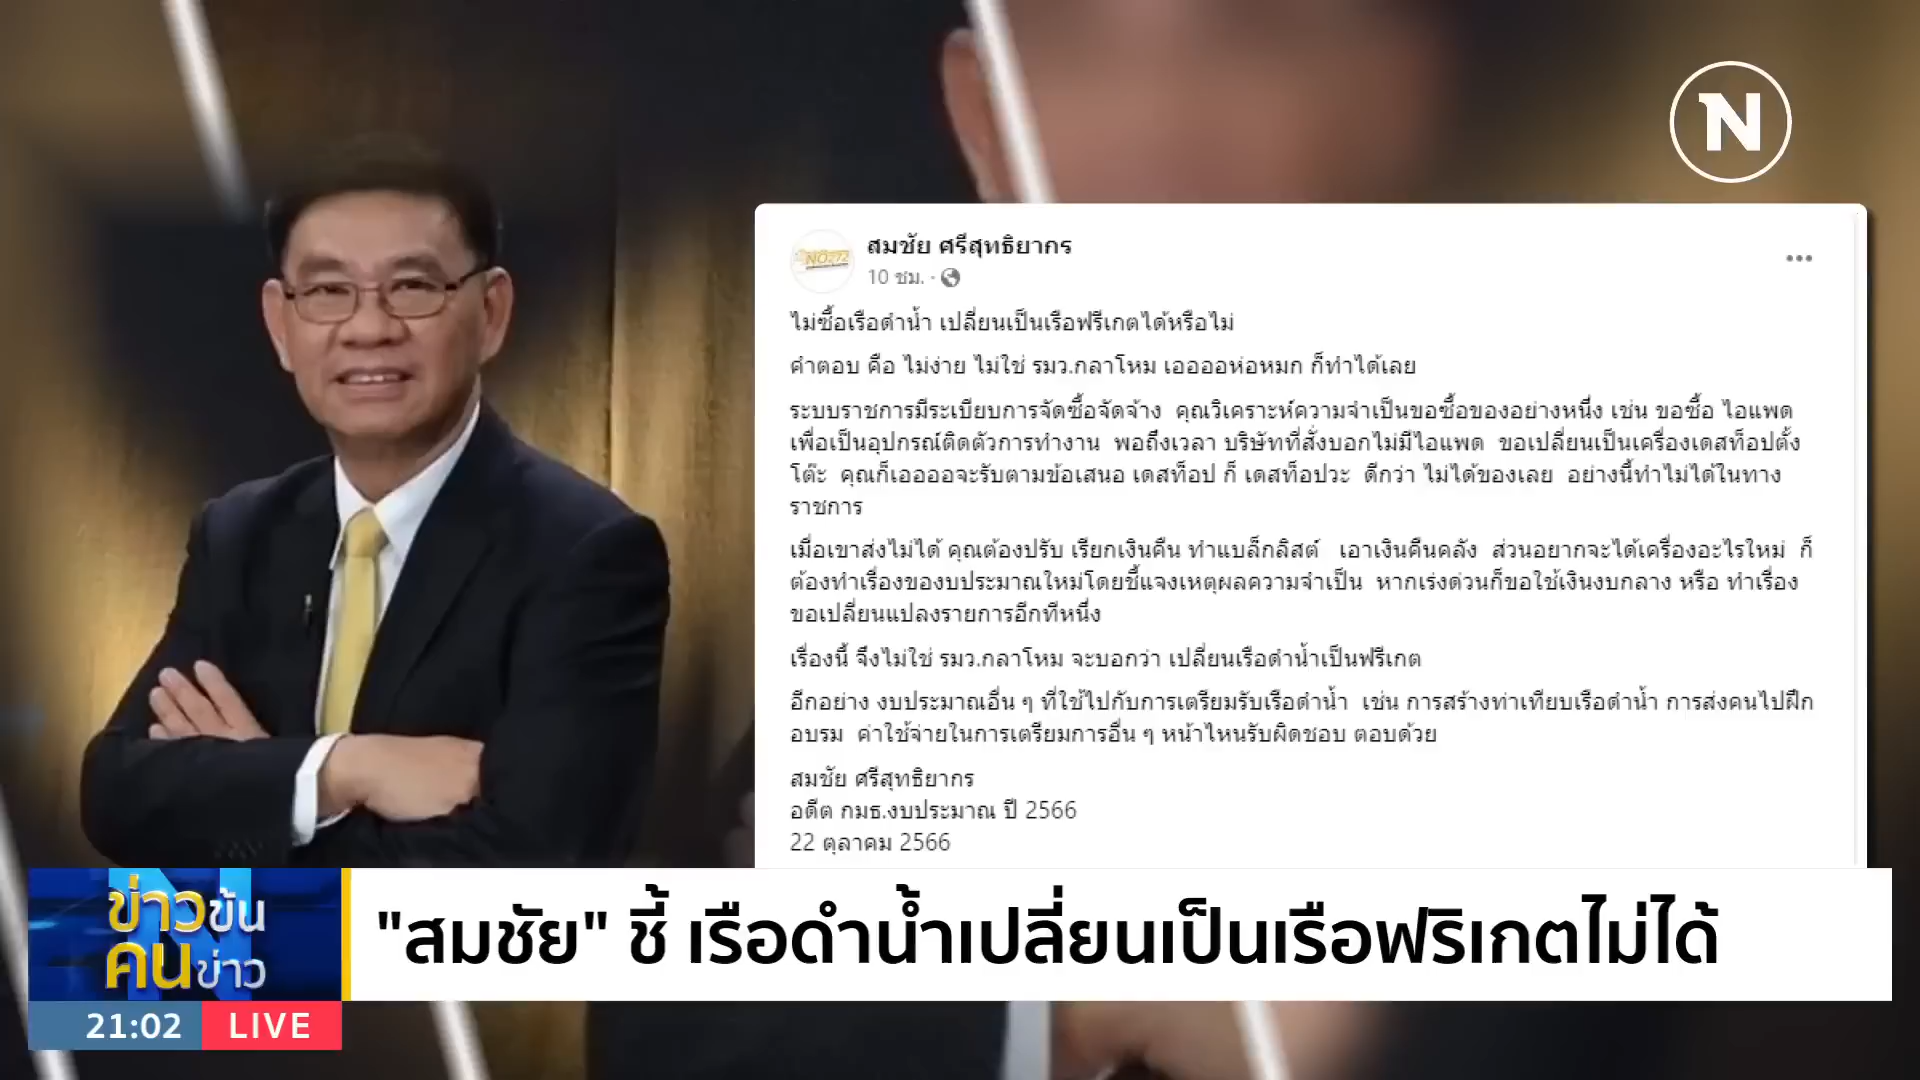 N
สมชัย ศรีสุทธิยากร
10 ชม. ·
ไม่ซื้อเรือดำน้ำ เปลี่ยนเป็นเรือฟรีเกตได้หรือไม่
คำตอบ คือ ไม่ง่าย ไม่ใช่ รมว.กลาโหม เออออห่อหมก ก็ทำได้เลย
ระบบราชการมีระเบียบการจัดซื้อจัดจ้าง คุณวิเคราะห์ความจำเป็นขอซื้อของอย่างหนึ่ง เช่น ขอซื้อ ไอแพด
เพื่อเป็นอุปกรณ์ติดตัวการทำงาน พอถึงเวลา บริษัทที่สั่งบอกไม่มีไอแพด ขอเปลี่ยนเป็นเครื่องเดสท็อปตั้ง
โต๊ะ คุณก็เออออจะรับตามข้อเสนอ เดสท็อป ก็ เดสท็อปวะ ดีกว่า ไม่ได้ของเลย อย่างนี้ทำไม่ได้ในทาง
ราชการ
เมื่อเขาส่งไม่ได้ คุณต้องปรับ เรียกเงินคืน ทำแบล็กลิสต์ เอาเงินคืนคลัง ส่วนอยากจะได้เครื่องอะไรใหม่ ก็
ต้องทำเรื่องของบประมาณใหม่โดยชี้แจงเหตุผลความจำเป็น หากเร่งด่วนก็ขอใช้เงินงบกลาง หรือ ทำเรื่อง
ขอเปลี่ยนแปลงรายการอีกทีหนึ่ง
เรื่องนี้ จึงไม่ใช่ รมว.กลาโหม จะบอกว่า เปลี่ยนเรือดำน้ำเป็นฟรีเกต
อีกอย่าง งบประมาณอื่น ๆ ที่ใช้ไปกับการเตรียมรับเรือดำน้ำ เช่น การสร้างท่าเทียบเรือดำน้ำ การส่งคนไปฝึก
อบรม ค่าใช้จ่ายในการเตรียมการอื่น ๆ หน้าไหนรับผิดชอบ ตอบด้วย
สมชัย ศรีสุทธิยากร
อดีต กมธ.งบประมาณ ปี 2566
22 ตุลาคม 2566
ข่าวข้น
คนข่าว
"สมชัย" ชี้ เรือดำน้ำเปลี่ยนเป็นเรือฟริเกตไม่ได้
21:02 LIVE